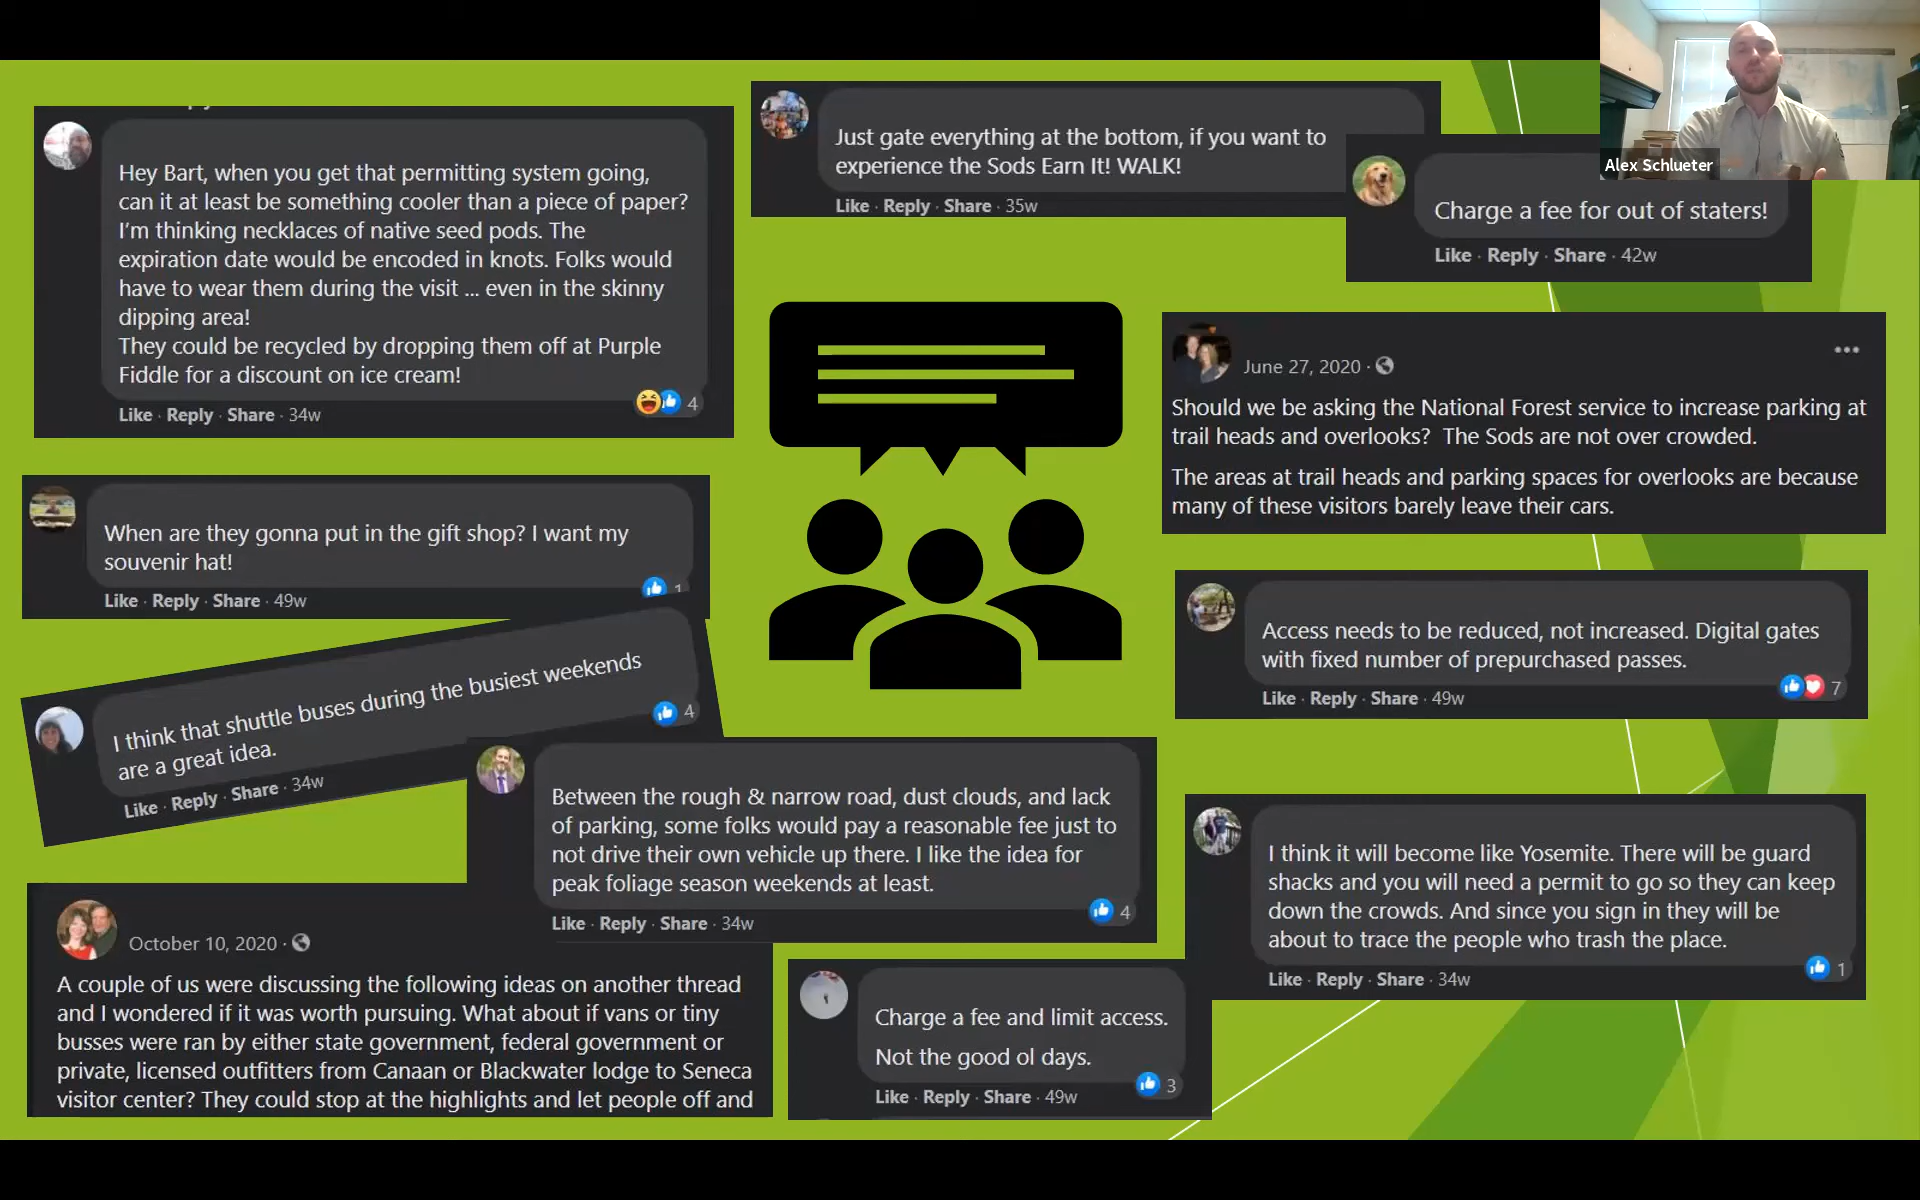 Alex Schlueter
Hey Bart, when you get that permitting system going,
can it at least be something cooler than a piece of paper?
I'm thinking necklaces of native seed pods. The
expiration date would be encoded in knots. Folks would
have to wear them during the visit ... even in the skinny
dipping area!
They could be recycled by dropping them off at Purple
Fiddle for a discount on ice cream!
4
Like · Reply · Share · 34w
Just gate everything at the bottom, if you want to
experience the Sods Earn It! WALK!
Like · Reply · Share · 35w
Charge a fee for out of staters!
Like · Reply · Share · 42w
June 27, 2020 ·
Should we be asking the National Forest service to increase parking at
trail heads and overlooks? The Sods are not over crowded.
The areas at trail heads and parking spaces for overlooks are because
many of these visitors barely leave their cars.
When are they gonna put in the gift shop? I want my
souvenir hat!
1
Like · Reply · Share · 49w
Access needs to be reduced, not increased. Digital gates
with fixed number of prepurchased passes.
7
Like · Reply · Share · 49w
I think that shuttle buses during the busiest weekends
are a great idea.
4
Like · Reply · Share · 34w
Between the rough & narrow road, dust clouds, and lack
of parking, some folks would pay a reasonable fee just to
not drive their own vehicle up there. I like the idea for
peak foliage season weekends at least.
4
Like · Reply · Share · 34w
I think it will become like Yosemite. There will be guard
shacks and you will need a permit to go so they can keep
down the crowds. And since you sign in they will be
about to trace the people who trash the place.
1
Like · Reply · Share · 34w
October 10, 2020 ·
A couple of us were discussing the following ideas on another thread
and I wondered if it was worth pursuing. What about if vans or tiny
busses were ran by either state government, federal government or
private, licensed outfitters from Canaan or Blackwater lodge to Seneca
visitor center? They could stop at the highlights and let people off and
Charge a fee and limit access.
Not the good ol days.
3
Like · Reply · Share · 49w